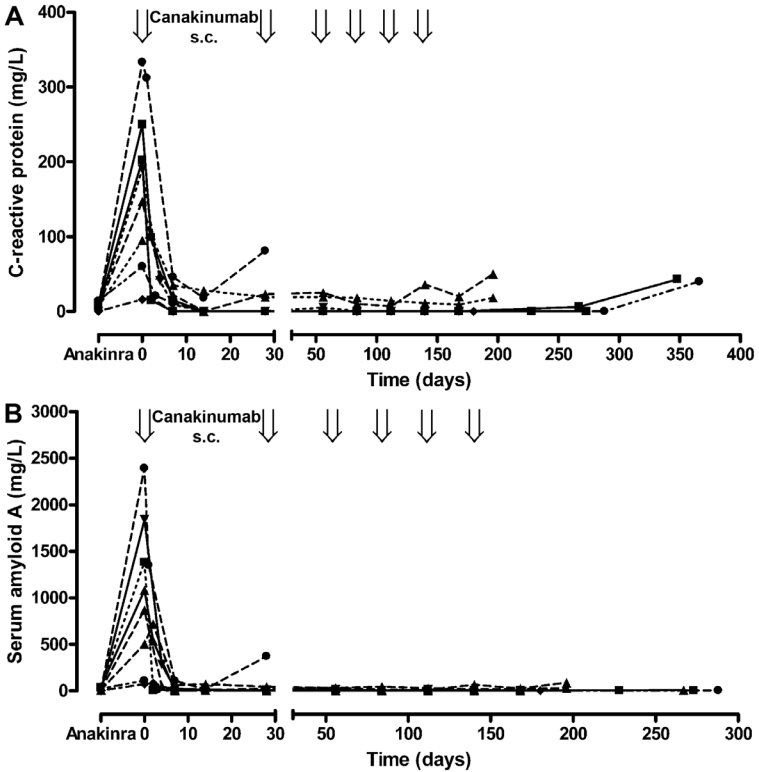 A
Canakinumab
s.c.
C-reactive protein (mg/L)
400
300
200
100
0
Anakinra 0 10 20 30 50 100 150 200 250 300 350 400
Time (days)
B
Canakinumab
s.c.
Serum amyloid A (mg/L)
3000
2500
2000
1500
1000
500
0
Anakinra 0 10 20 30 50 100 150 200 250 300
Time (days)